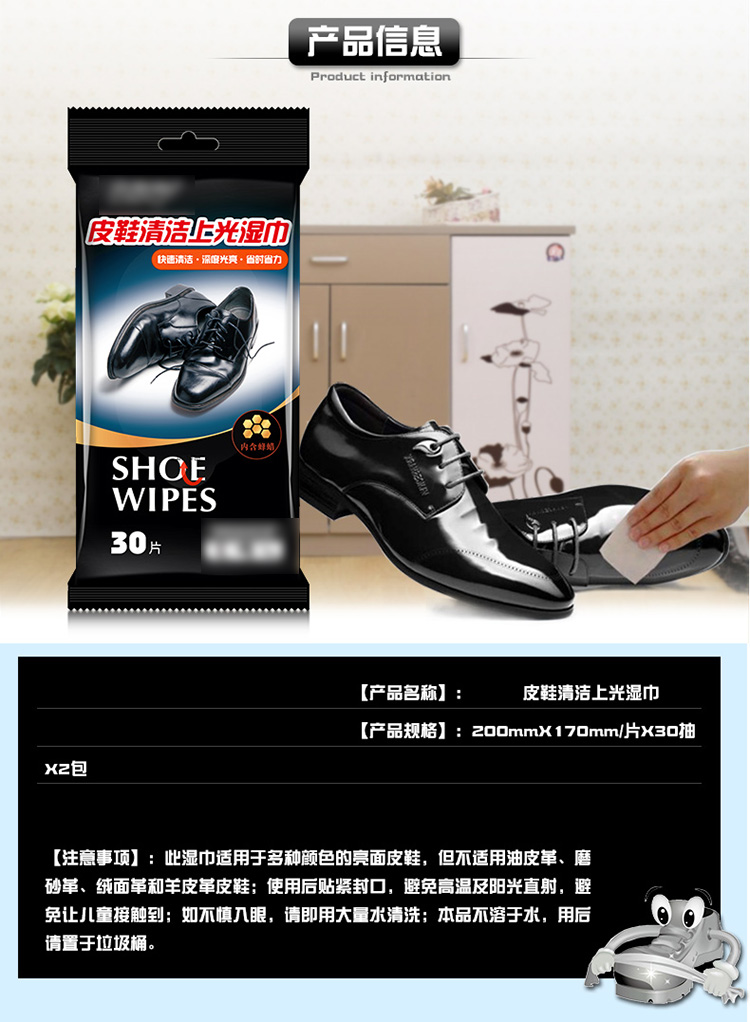 产品信息
Product information
皮鞋清洁上光湿巾
快速清洁·深度光亮·省时省力
内含蜂蜡
SHOE
WIPES
30片
【产品名称】： 皮鞋清洁上光湿巾
【产品规格】：200mmX170mm/片X30抽
X2包
【注意事项】：此湿巾适用于多种颜色的亮面皮鞋，但不适用油皮革、磨
砂革、绒面革和羊皮革皮鞋；使用后贴紧封口，避免高温及阳光直射，避
免让儿童接触到；如不慎入眼，请即用大量水清洗；本品不溶于水，用后
请置于垃圾桶。